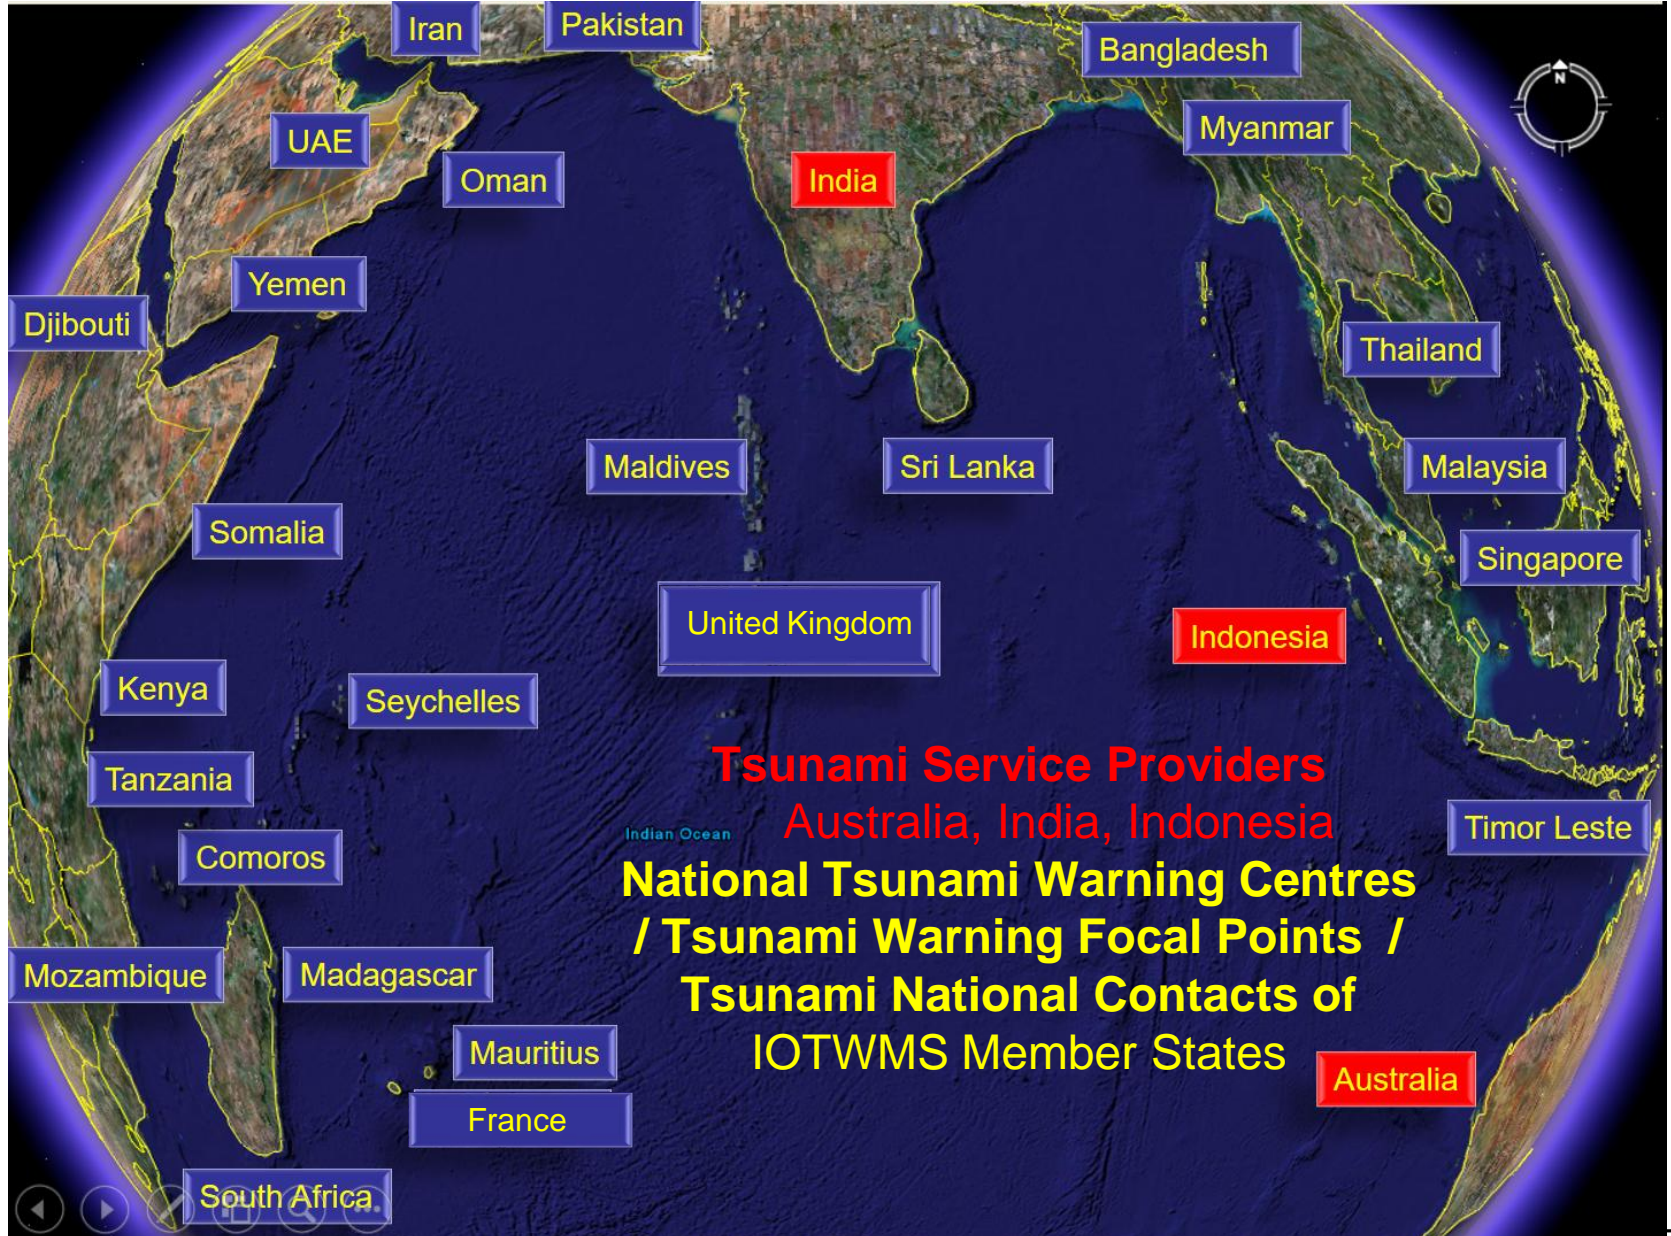 Iran
Pakistan
Bangladesh
N
Myanmar
UAE
Oman
India
Yemen
Djibouti
Thailand
Maldives
Sri Lanka
Malaysia
Somalia
Singapore
United Kingdom
Indonesia
Kenya
Seychelles
Tsunami Service Providers
Tanzania
Australia, India, Indonesia
Indian Ocean
Timor Leste
Comoros
National Tsunami Warning Centres
/ Tsunami Warning Focal Points /
Mozambique
Madagascar
Tsunami National Contacts of
IOTWMS Member States
Mauritius
Australia
France
South Africa